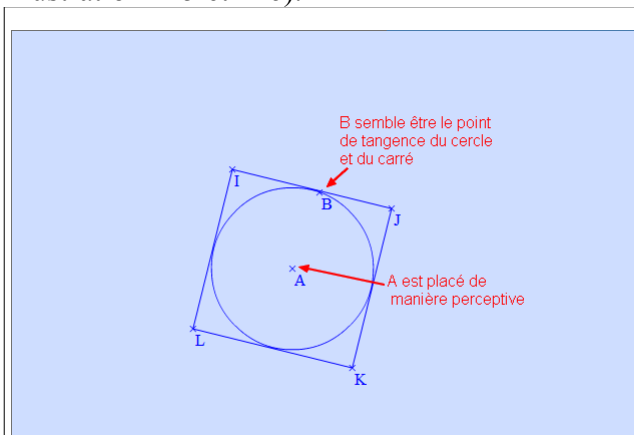 B semble être le point
de tangence du cercle
et du carré
I
B
J
A
A est placé de
manière perceptive
L
K